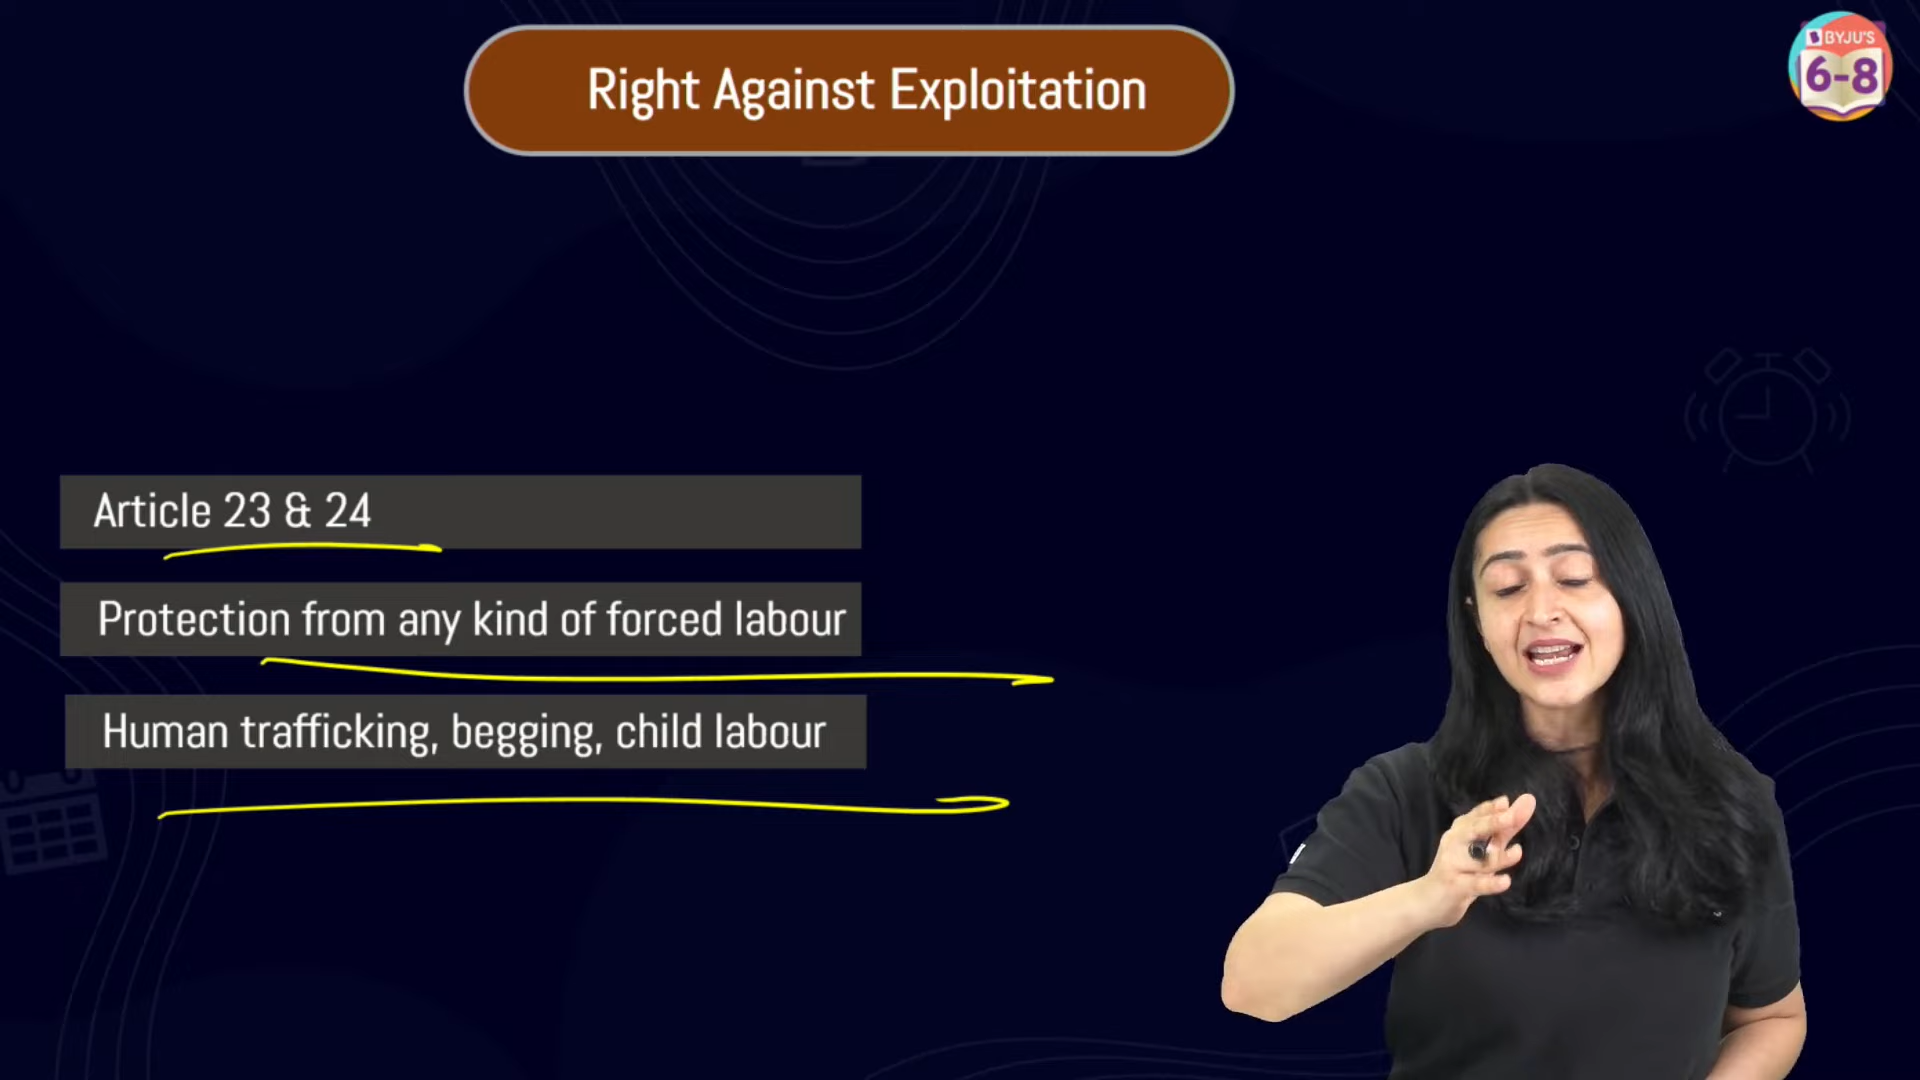 Right Against Exploitation
BYJU'S
6-8
Article 23 & 24
Protection from any kind of forced labour
Human trafficking, begging, child labour